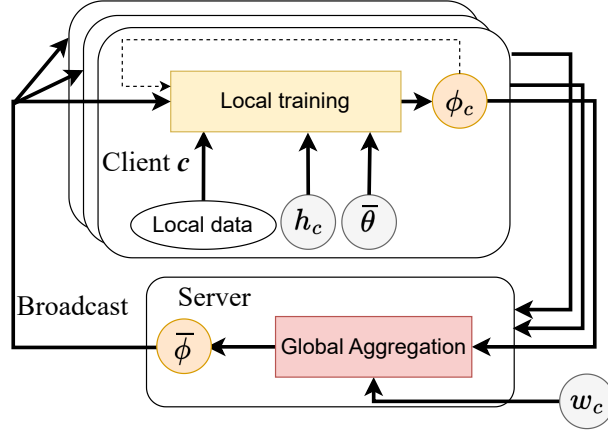 Local training
ϕ_c
Client c
Local data
h_c
θ̅
Broadcast
Server
ϕ̅
Global Aggregation
w_c